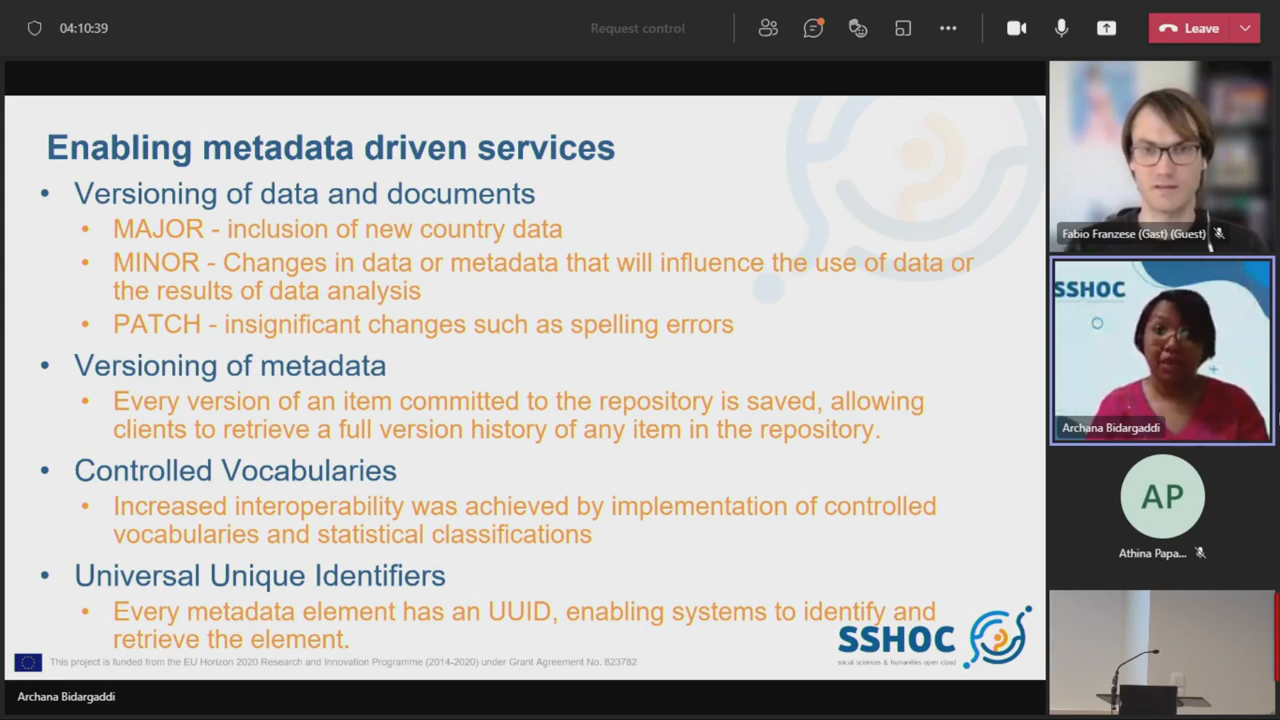 04:10:39
Request control
Leave
Enabling metadata driven services
• Versioning of data and documents
• MAJOR - inclusion of new country data
• MINOR - Changes in data or metadata that will influence the use of data or
the results of data analysis
• PATCH - insignificant changes such as spelling errors
• Versioning of metadata
• Every version of an item committed to the repository is saved, allowing
clients to retrieve a full version history of any item in the repository.
• Controlled Vocabularies
• Increased interoperability was achieved by implementation of controlled
vocabularies and statistical classifications
• Universal Unique Identifiers
• Every metadata element has an UUID, enabling systems to identify and
retrieve the element.
SSHOC
social sciences & humanities open cloud
This project is funded from the EU Horizon 2020 Research and Innovation Programme (2014-2020) under Grant Agreement No. 823782
Archana Bidargaddi
Fabio Franzese (Gast) (Guest)
SSHOC
Archana Bidargaddi
AP
Athina Papa...